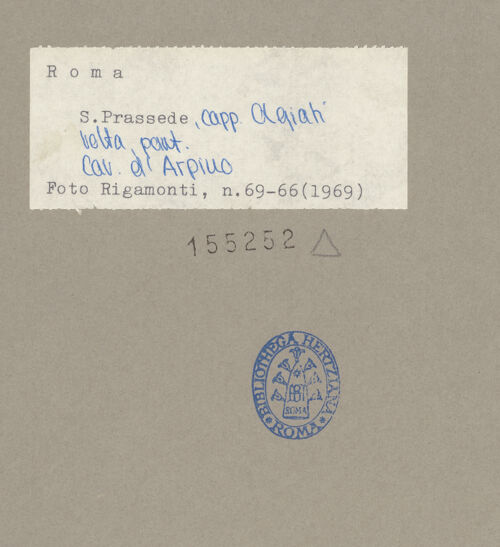 Roma
S.Prassede, capp. Olgiati
volta, part.
Cav. d'Arpino
Foto Rigamonti, n.69-66(1969)
155252
BIBLIOTHECA HERTZIANA
ROMA
ROMA